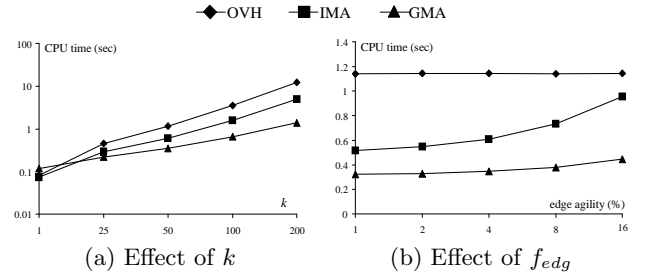 OVH IMA GMA
CPU time (sec)
100
10
1
0.1
0.01
1 25 50 100 200
k
(a) Effect of k
CPU time (sec)
1.4
1.2
1
0.8
0.6
0.4
0.2
0
1 2 4 8 16
edge agility (%)
(b) Effect of f_edg